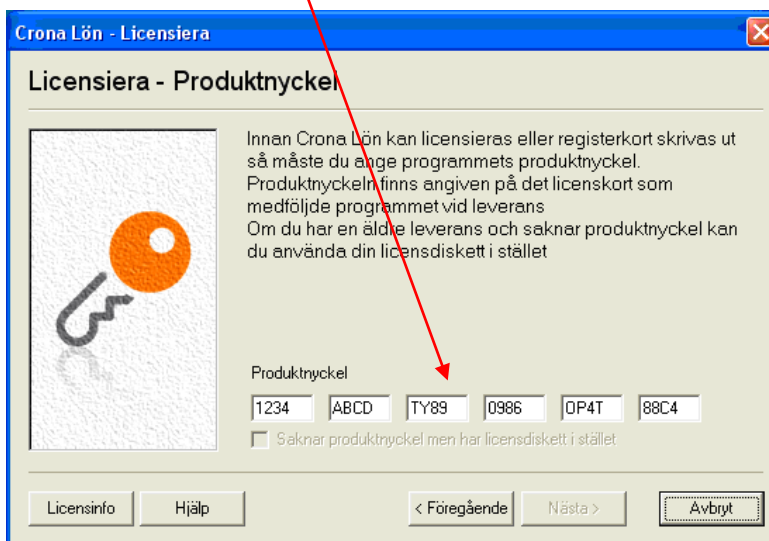 Crona Lön - Licensiera
Licensiera - Produktnyckel
Innan Crona Lön kan licensieras eller registerkort skrivas ut
så måste du ange programmets produktnyckel.
Produktnyckeln finns angiven på det licenskort som
medföljde programmet vid leverans
Om du har en äldre leverans och saknar produktnyckel kan
du använda din licensdiskett i stället
Produktnyckel
1234 ABCD TY89 0986 OP4T 88C4
Saknar produktnyckel men har licensdiskett i stället
Licensinfo Hjälp < Föregående Nästa > Avbryt